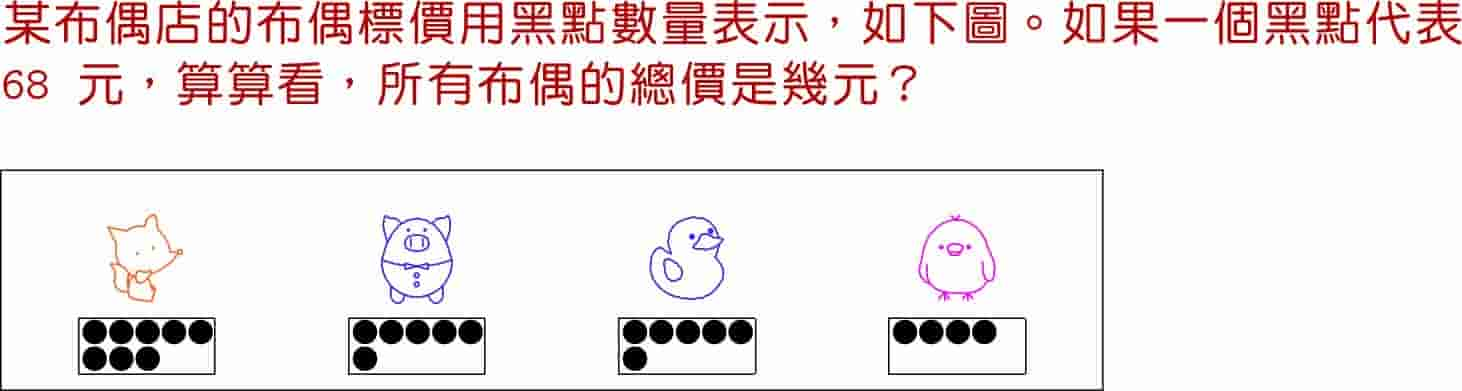 某布偶店的布偶標價用黑點數量表示，如下圖。如果一個黑點代表
68 元，算算看，所有布偶的總價是幾元？